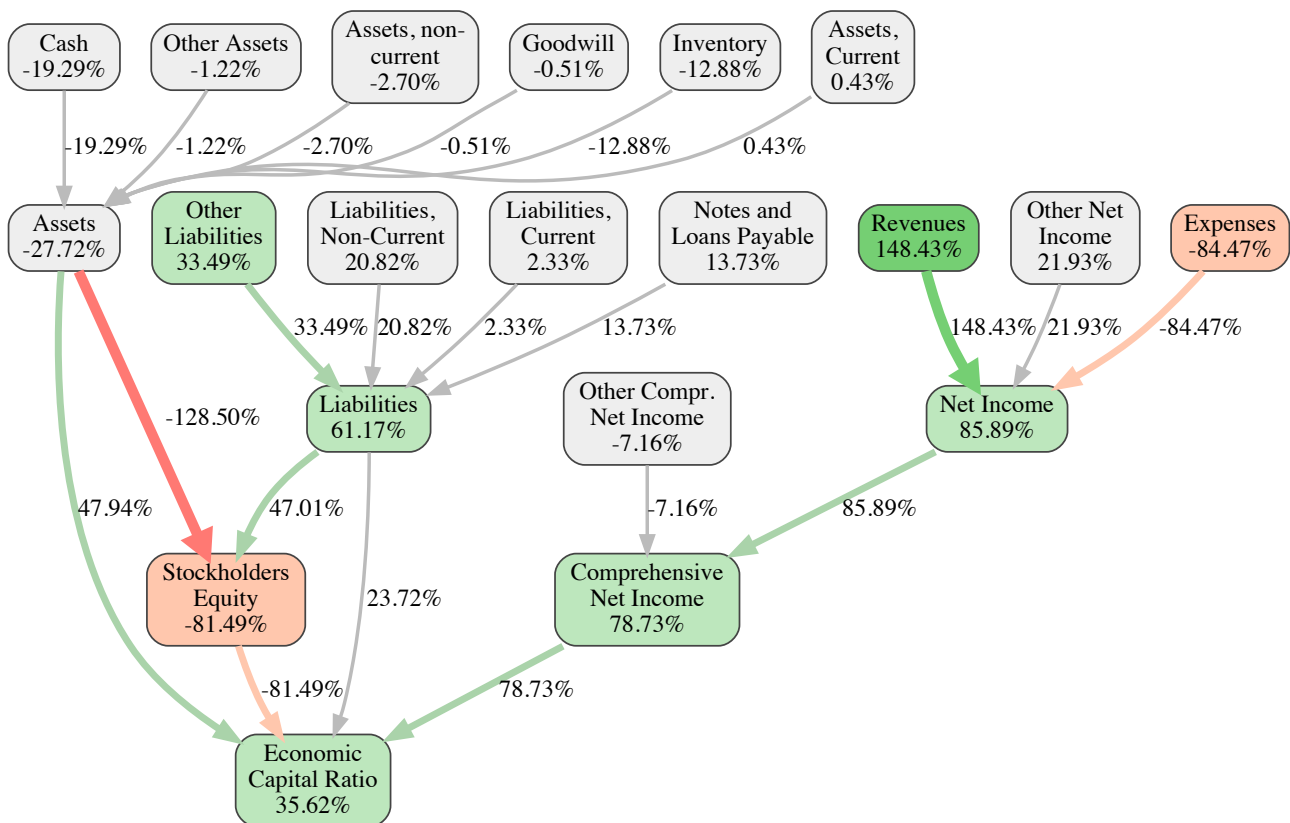 Cash
-19.29%
Other Assets
-1.22%
Assets, non-
current
-2.70%
Goodwill
-0.51%
Inventory
-12.88%
Assets,
Current
0.43%
-19.29%
-1.22%
-2.70%
-0.51%
-12.88%
0.43%
Assets
-27.72%
Other
Liabilities
33.49%
Liabilities,
Non-Current
20.82%
Liabilities,
Current
2.33%
Notes and
Loans Payable
13.73%
Revenues
148.43%
Other Net
Income
21.93%
Expenses
-84.47%
33.49%
20.82%
2.33%
13.73%
148.43%
21.93%
-84.47%
-128.50%
Liabilities
61.17%
Other Compr.
Net Income
-7.16%
Net Income
85.89%
47.94%
47.01%
-7.16%
85.89%
Stockholders
Equity
-81.49%
23.72%
Comprehensive
Net Income
78.73%
-81.49%
78.73%
Economic
Capital Ratio
35.62%